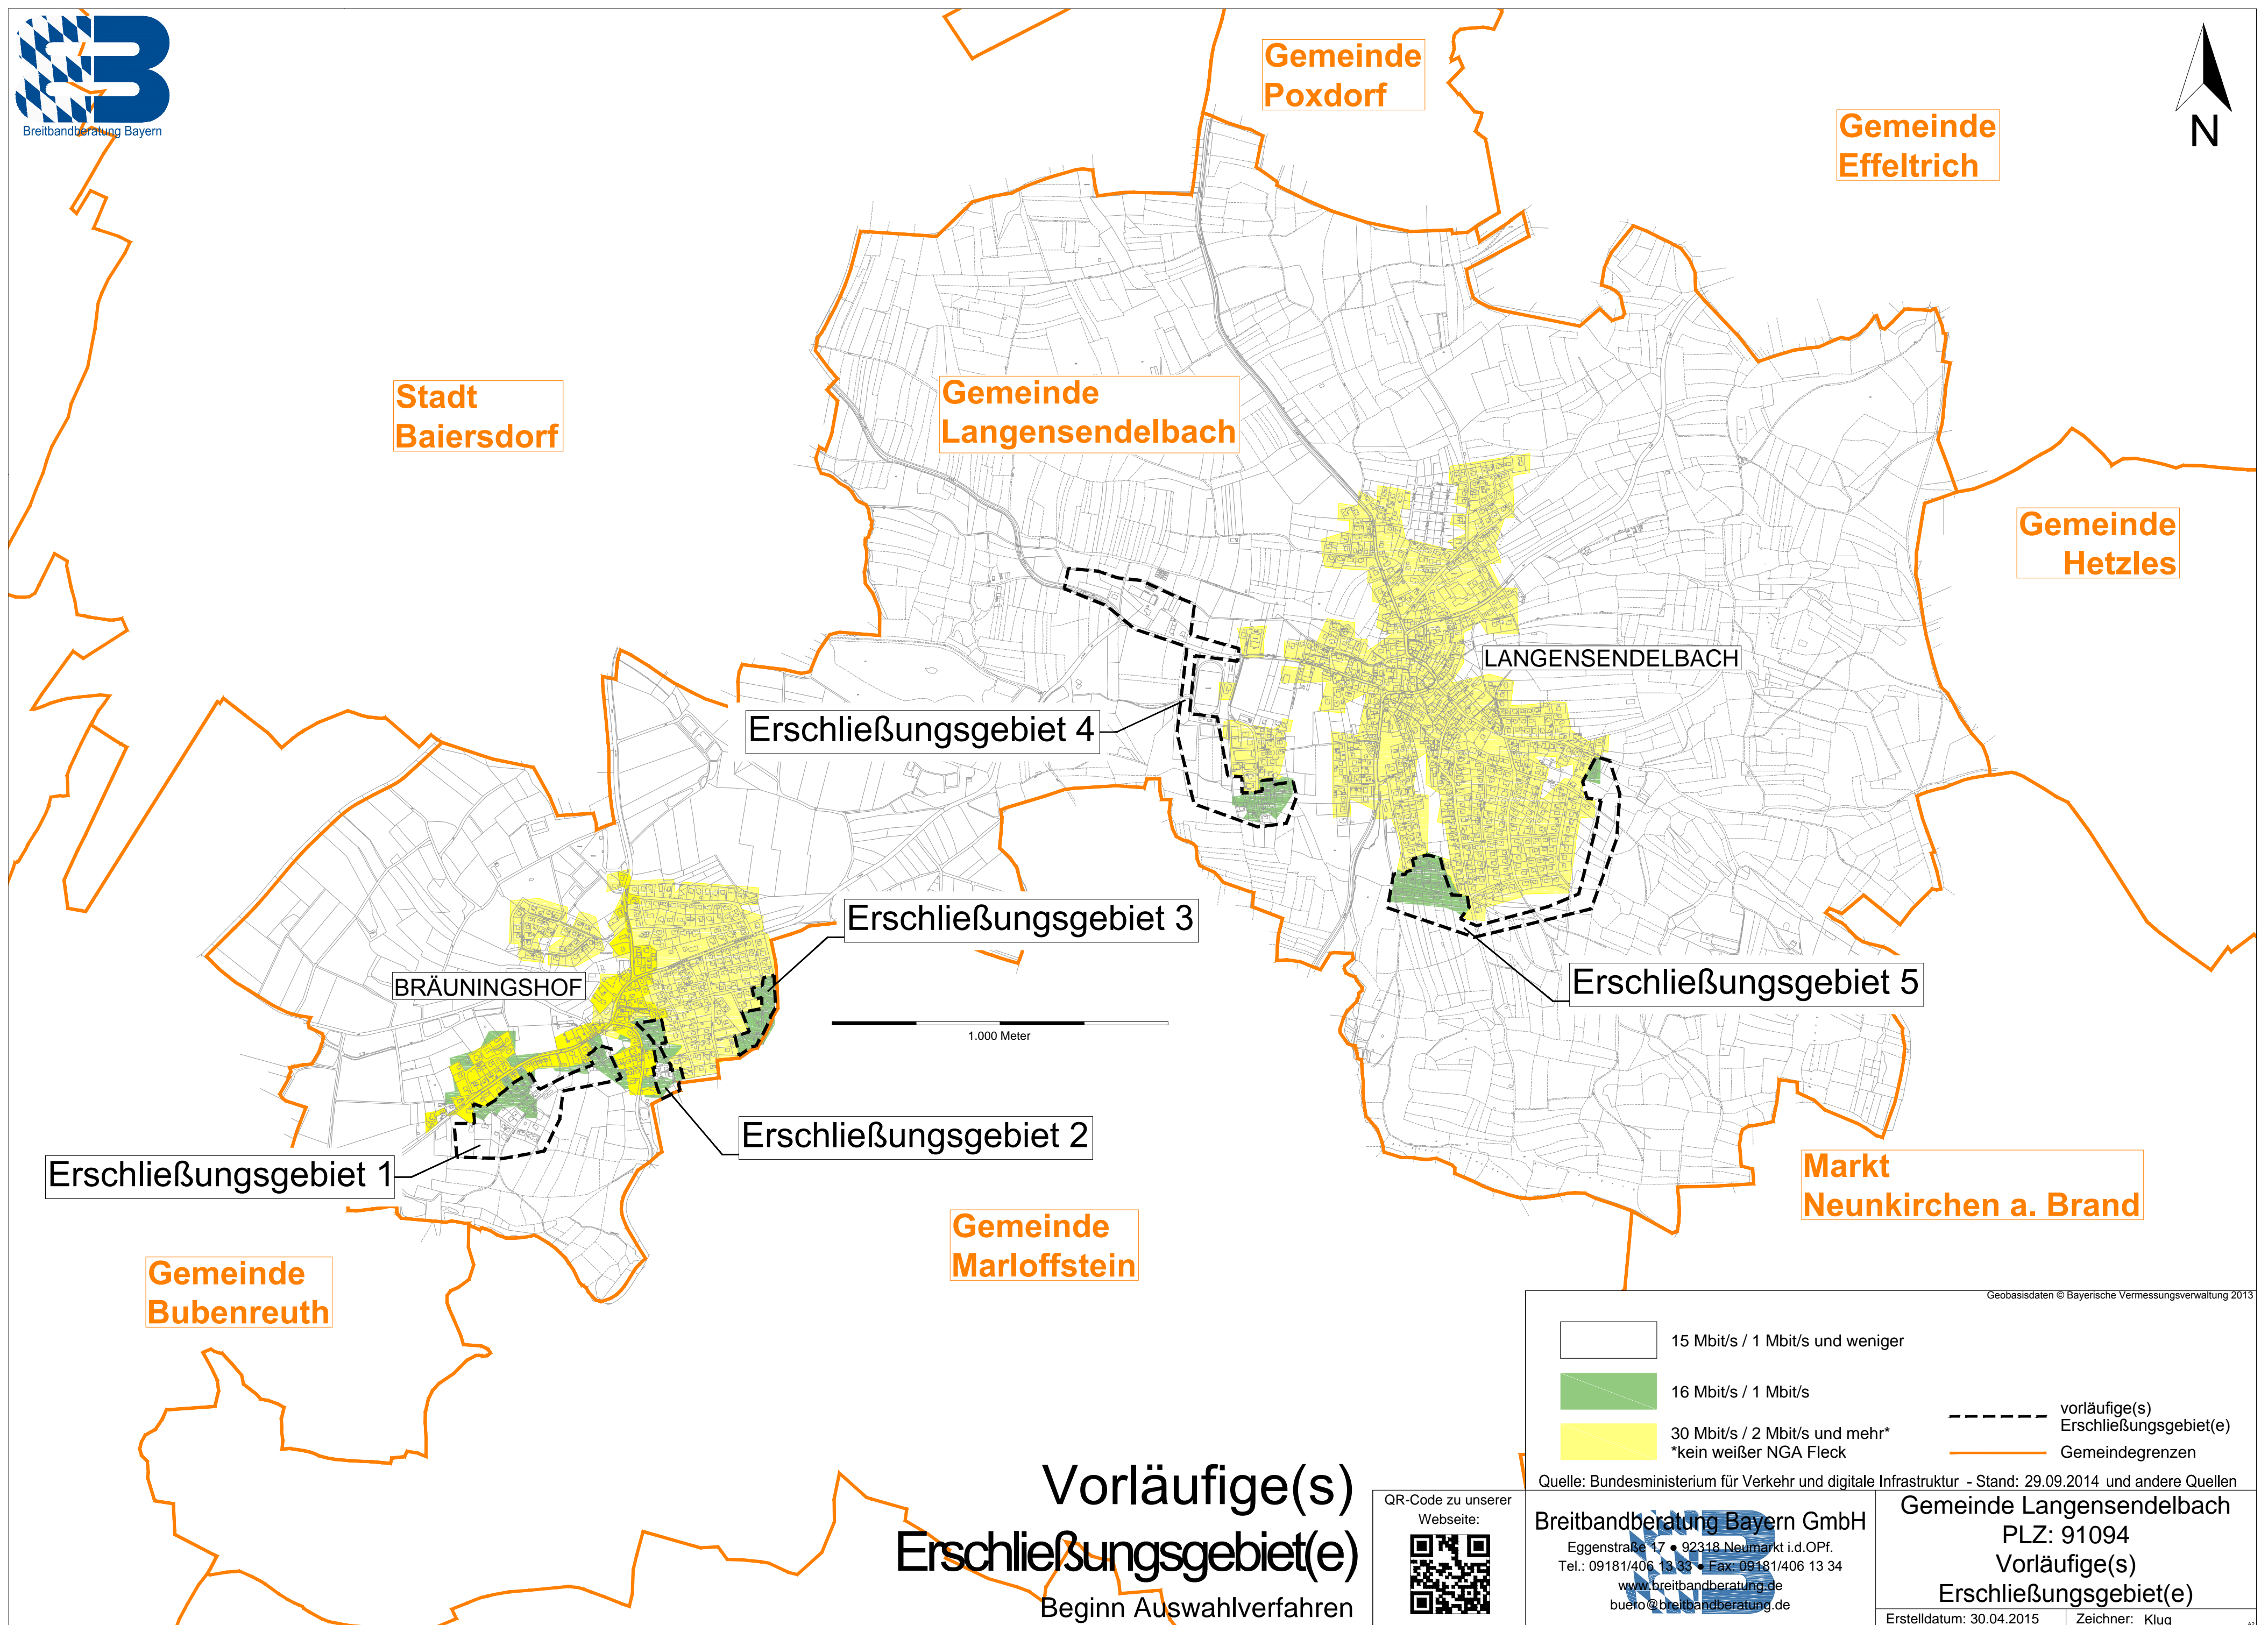 Breitbandberatung Bayern
Gemeinde
Poxdorf
Gemeinde
Effeltrich
N
Stadt
Baiersdorf
Gemeinde
Langensendelbach
Gemeinde
Hetzles
LANGENSENDELBACH
Erschließungsgebiet 4
Erschließungsgebiet 3
BRÄUNINGSHOF
Erschließungsgebiet 5
1.000 Meter
Erschließungsgebiet 2
Erschließungsgebiet 1
Markt
Neunkirchen a. Brand
Gemeinde
Marloffstein
Gemeinde
Bubenreuth
Geobasisdaten © Bayerische Vermessungsverwaltung 2013
15 Mbit/s / 1 Mbit/s und weniger
16 Mbit/s / 1 Mbit/s
30 Mbit/s / 2 Mbit/s und mehr*
*kein weißer NGA Fleck
vorläufige(s)
Erschließungsgebiet(e)
Gemeindegrenzen
Quelle: Bundesministerium für Verkehr und digitale Infrastruktur - Stand: 29.09.2014 und andere Quellen
Vorläufige(s)
Erschließungsgebiet(e)
Beginn Auswahlverfahren
QR-Code zu unserer
Webseite:
Breitbandberatung Bayern GmbH
Eggenstraße 17 ● 92318 Neumarkt i.d.OPf.
Tel.: 09181/406 13 33 ● Fax: 09181/406 13 34
www.breitbandberatung.de
buero@breitbandberatung.de
Gemeinde Langensendelbach
PLZ: 91094
Vorläufige(s)
Erschließungsgebiet(e)
Erstelldatum: 30.04.2015
Zeichner: Klug